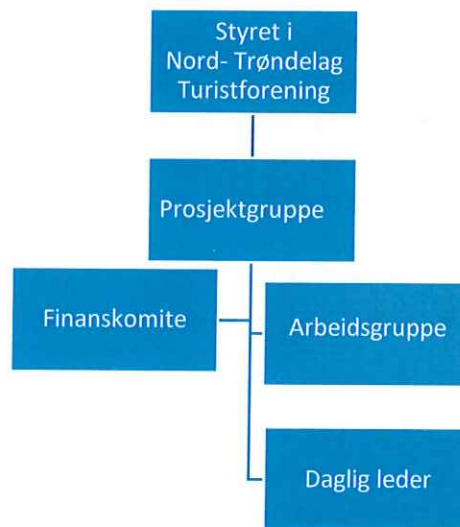 Styret i
Nord- Trøndelag
Turistforening
Prosjektgruppe
Finanskomite
Arbeidsgruppe
Daglig leder